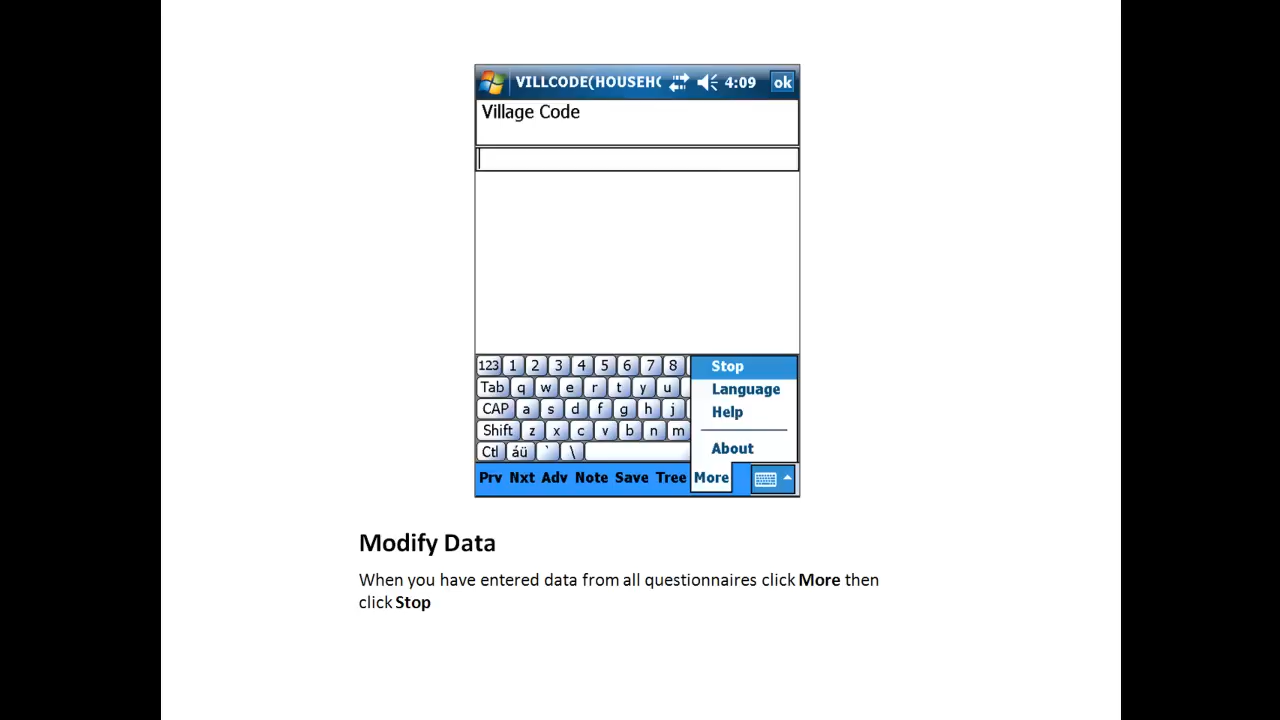 VILLCODE(HOUSEHO 4:09 ok
Village Code
123 1 2 3 4 5 6 7 8
Tab q w e r t y u
CAP a s d f g h j
Shift z x c v b n m
Ctl áü ` \
Stop
Language
Help
About
Prv Nxt Adv Note Save Tree More
Modify Data
When you have entered data from all questionnaires click More then
click Stop